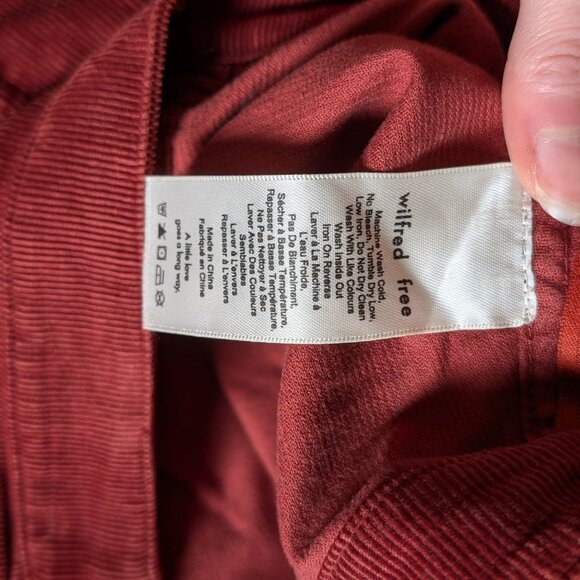 wilfred free
Machine Wash Cold,
No Bleach, Tumble Dry Low,
Low Iron, Do Not Dry Clean
Wash With Like Colours
Wash Inside Out
Iron On Reverse
Laver à La Machine à
L'eau Froide,
Pas De Blanchiment,
Sécher à Basse Température,
Repasser à Basse Température,
Ne Pas Nettoyer à Sec
Laver Avec Des Couleurs
Semblables
Laver à L'envers
Repasser à L'envers
Made in China
Fabriqué en Chine
A little love
goes a long way.